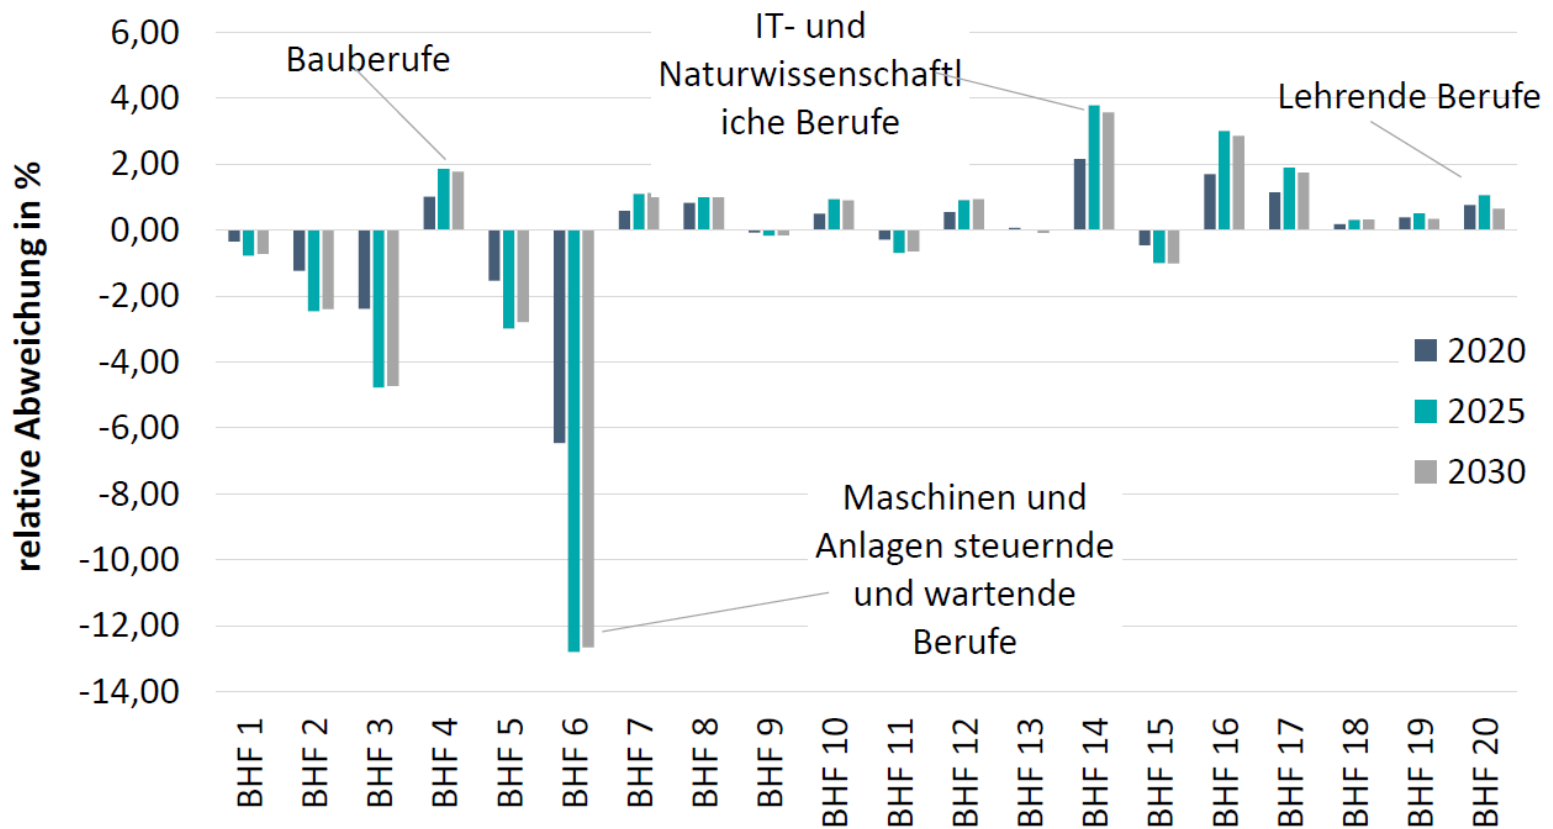 6,00
4,00
2,00
0,00
-2,00
-4,00
-6,00
-8,00
-10,00
-12,00
-14,00
relative Abweichung in %
Bauberufe
IT- und
Naturwissenschaftl
iche Berufe
Lehrende Berufe
Maschinen und
Anlagen steuernde
und wartende
Berufe
2020
2025
2030
BHF 1
BHF 2
BHF 3
BHF 4
BHF 5
BHF 6
BHF 7
BHF 8
BHF 9
BHF 10
BHF 11
BHF 12
BHF 13
BHF 14
BHF 15
BHF 16
BHF 17
BHF 18
BHF 19
BHF 20